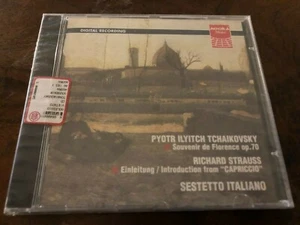 DIGITAL RECORDING
PYOTR ILYITCH TCHAIKOVSKY
Souvenir de Florence op.70
RICHARD STRAUSS
Einleitung / Introduction from "CAPRICCIO"
SESTETTO ITALIANO